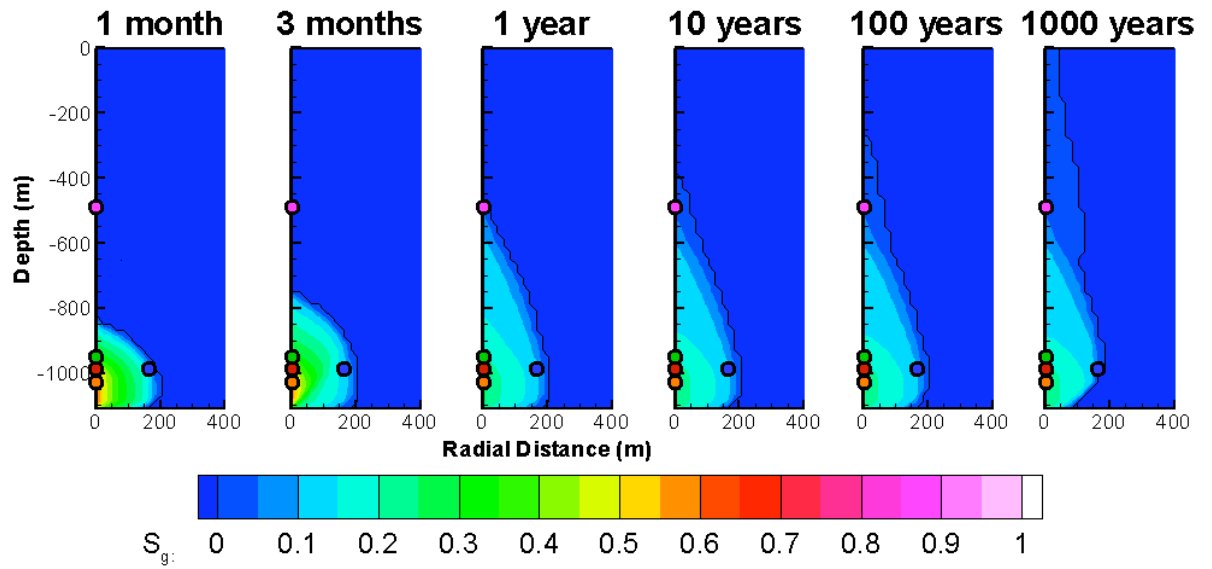 1 month 3 months 1 year 10 years 100 years 1000 years
0
-200
-400
-600
-800
-1000
Depth (m)
0 200 400 0 200 400 0 200 400 0 200 400 0 200 400 0 200 400
Radial Distance (m)
Sg: 0 0.1 0.2 0.3 0.4 0.5 0.6 0.7 0.8 0.9 1